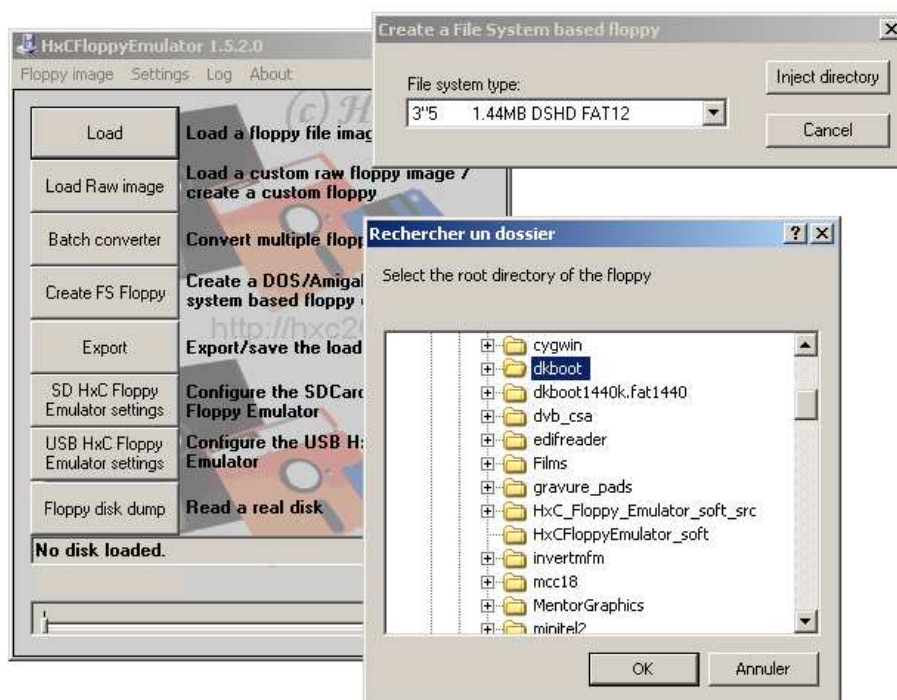 HxCFloppyEmulator 1.5.2.0
Floppy image Settings Log About
(c) H
Load
Load a floppy file imag
Load Raw image
Load a custom raw floppy image /
create a custom floppy
Batch converter
Convert multiple flopp
Create FS Floppy
Create a DOS/Amiga
system based floppy
http://hxc2
Export
Export/save the load
SD HxC Floppy
Emulator settings
Configure the SDCard
Floppy Emulator
USB HxC Floppy
Emulator settings
Configure the USB H
Emulator
Floppy disk dump
Read a real disk
No disk loaded.
Create a File System based floppy
File system type:
3"5 1.44MB DSHD FAT12
Inject directory
Cancel
Rechercher un dossier
Select the root directory of the floppy
cygwin
dkboot
dkboot1440k.fat1440
dvb_csa
edifreader
Films
gravure_pads
HxC_Floppy_Emulator_soft_src
HxCFloppyEmulator_soft
invertmfm
mcc18
MentorGraphics
minitel2
OK
Annuler